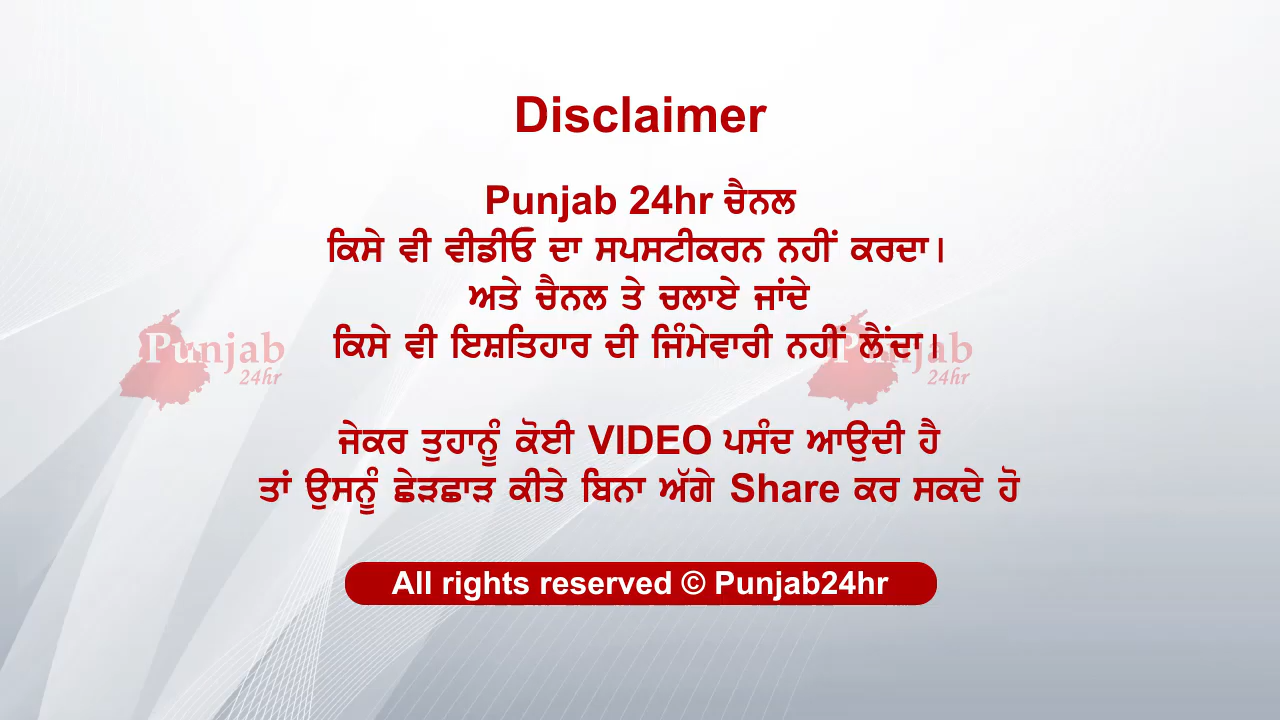 Disclaimer
Punjab 24hr ਚੈਨਲ
ਕਿਸੇ ਵੀ ਵੀਡੀਓ ਦਾ ਸਪਸਟੀਕਰਨ ਨਹੀਂ ਕਰਦਾ।
ਅਤੇ ਚੈਨਲ ਤੇ ਚਲਾਏ ਜਾਂਦੇ
ਕਿਸੇ ਵੀ ਇਸ਼ਤਿਹਾਰ ਦੀ ਜਿੰਮੇਵਾਰੀ ਨਹੀਂ ਲੈਂਦਾ।
Punjab
24hr
Punjab
24hr
ਜੇਕਰ ਤੁਹਾਨੂੰ ਕੋਈ VIDEO ਪਸੰਦ ਆਉਦੀ ਹੈ
ਤਾਂ ਉਸਨੂੰ ਛੇੜਛਾੜ ਕੀਤੇ ਬਿਨਾ ਅੱਗੇ Share ਕਰ ਸਕਦੇ ਹੋ
All rights reserved © Punjab24hr